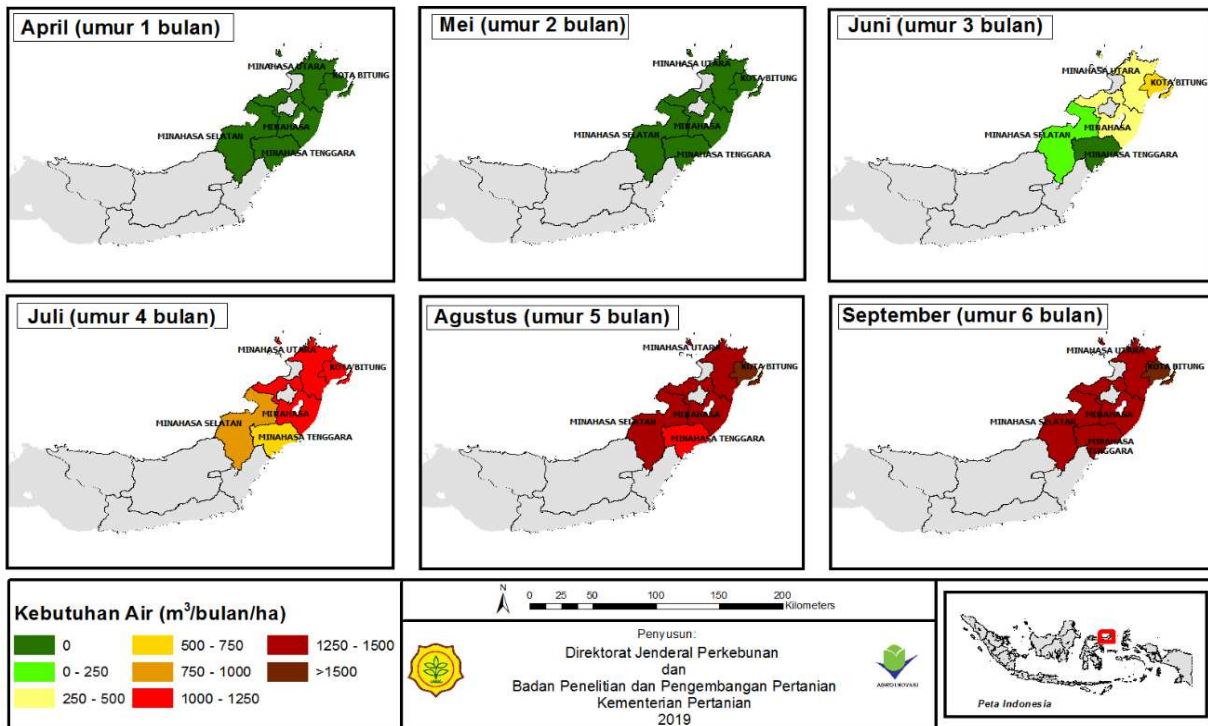 April (umur 1 bulan)
MINAHASA UTARA
KOTA BITUNG
MINAHASA SELATAN
MINAHASA
MINAHASA TENGGARA
Mei (umur 2 bulan)
MINAHASA UTARA
KOTA BITUNG
MINAHASA SELATAN
MINAHASA
MINAHASA TENGGARA
Juni (umur 3 bulan)
MINAHASA UTARA
KOTA BITUNG
MINAHASA SELATAN
MINAHASA
MINAHASA TENGGARA
Juli (umur 4 bulan)
MINAHASA UTARA
KOTA BITUNG
MINAHASA SELATAN
MINAHASA
MINAHASA TENGGARA
Agustus (umur 5 bulan)
MINAHASA UTARA
KOTA BITUNG
MINAHASA SELATAN
MINAHASA
MINAHASA TENGGARA
September (umur 6 bulan)
MINAHASA UTARA
KOTA BITUNG
MINAHASA SELATAN
MINAHASA
MINAHASA
TENGGARA
Kebutuhan Air (m³/bulan/ha)
0
0 - 250
250 - 500
500 - 750
750 - 1000
1000 - 1250
1250 - 1500
>1500
N
0 25 50 100 150 200
Kilometers
Penyusun:
Direktorat Jenderal Perkebunan
dan
Badan Penelitian dan Pengembangan Pertanian
Kementerian Pertanian
2019
Peta Indonesia